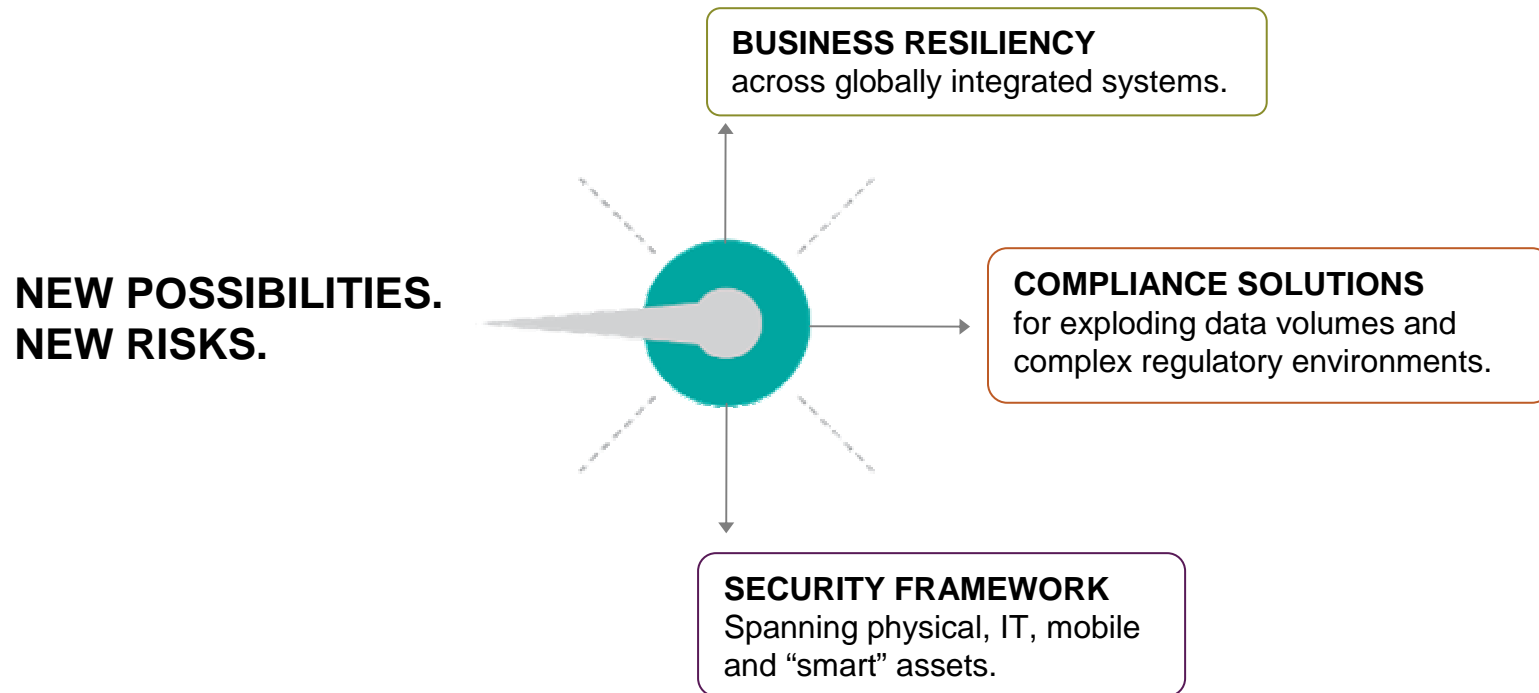 BUSINESS RESILIENCY
across globally integrated systems.
NEW POSSIBILITIES.
NEW RISKS.
COMPLIANCE SOLUTIONS
for exploding data volumes and
complex regulatory environments.
SECURITY FRAMEWORK
Spanning physical, IT, mobile
and “smart” assets.